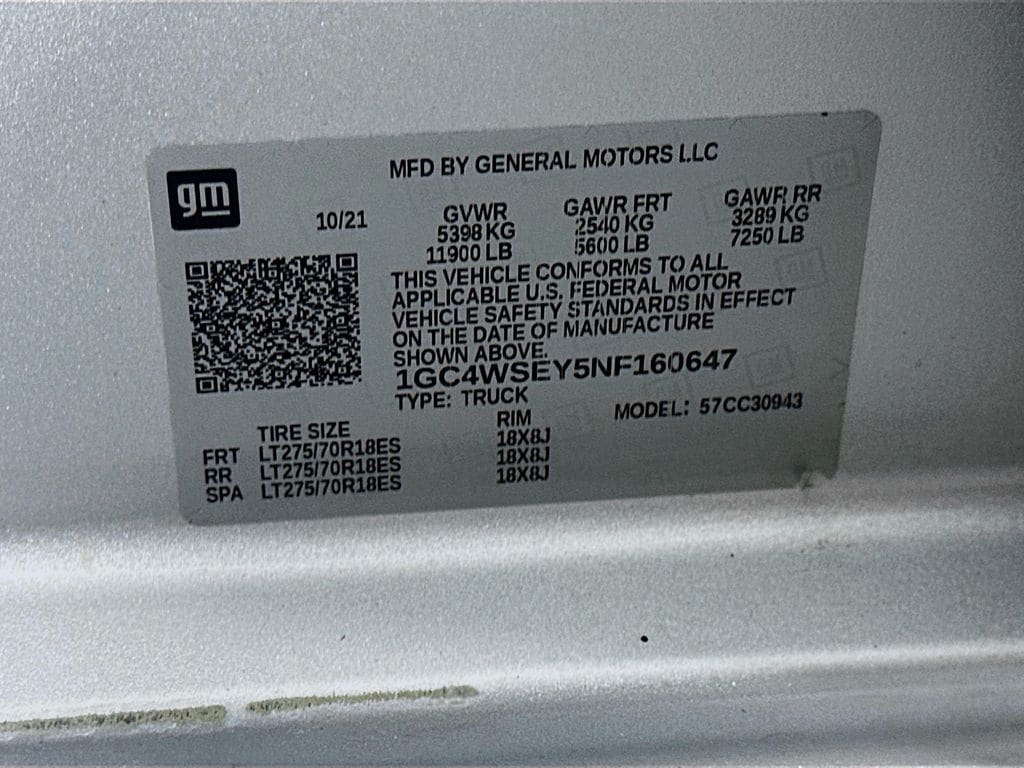 MFD BY GENERAL MOTORS LLC
gm
10/21 GVWR GAWR FRT GAWR RR
5398 KG 2540 KG 3289 KG
11900 LB 5600 LB 7250 LB
THIS VEHICLE CONFORMS TO ALL
APPLICABLE U.S. FEDERAL MOTOR
VEHICLE SAFETY STANDARDS IN EFFECT
ON THE DATE OF MANUFACTURE
SHOWN ABOVE.
1GC4WSEY5NF160647
TYPE: TRUCK MODEL: 57CC30943
TIRE SIZE RIM
FRT LT275/70R18ES 18X8J
RR LT275/70R18ES 18X8J
SPA LT275/70R18ES 18X8J